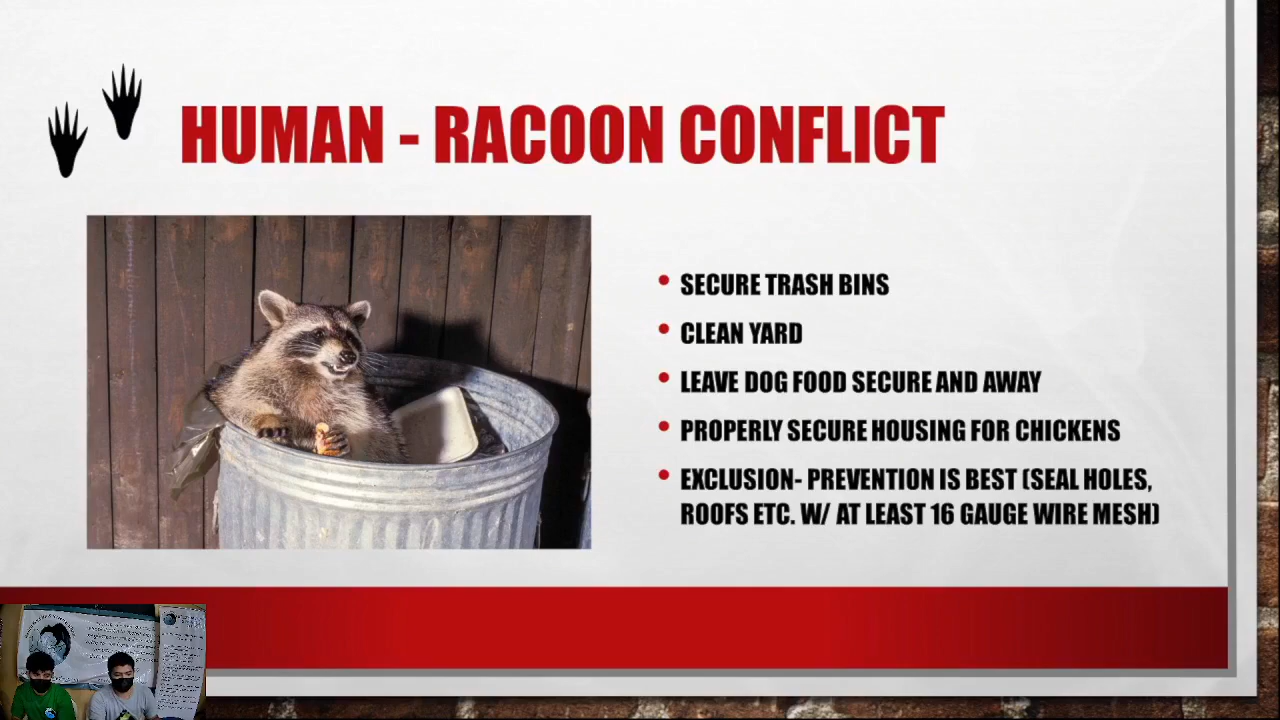 HUMAN - RACOON CONFLICT
SECURE TRASH BINS
CLEAN YARD
LEAVE DOG FOOD SECURE AND AWAY
PROPERLY SECURE HOUSING FOR CHICKENS
EXCLUSION- PREVENTION IS BEST (SEAL HOLES,
ROOFS ETC. W/ AT LEAST 16 GAUGE WIRE MESH)